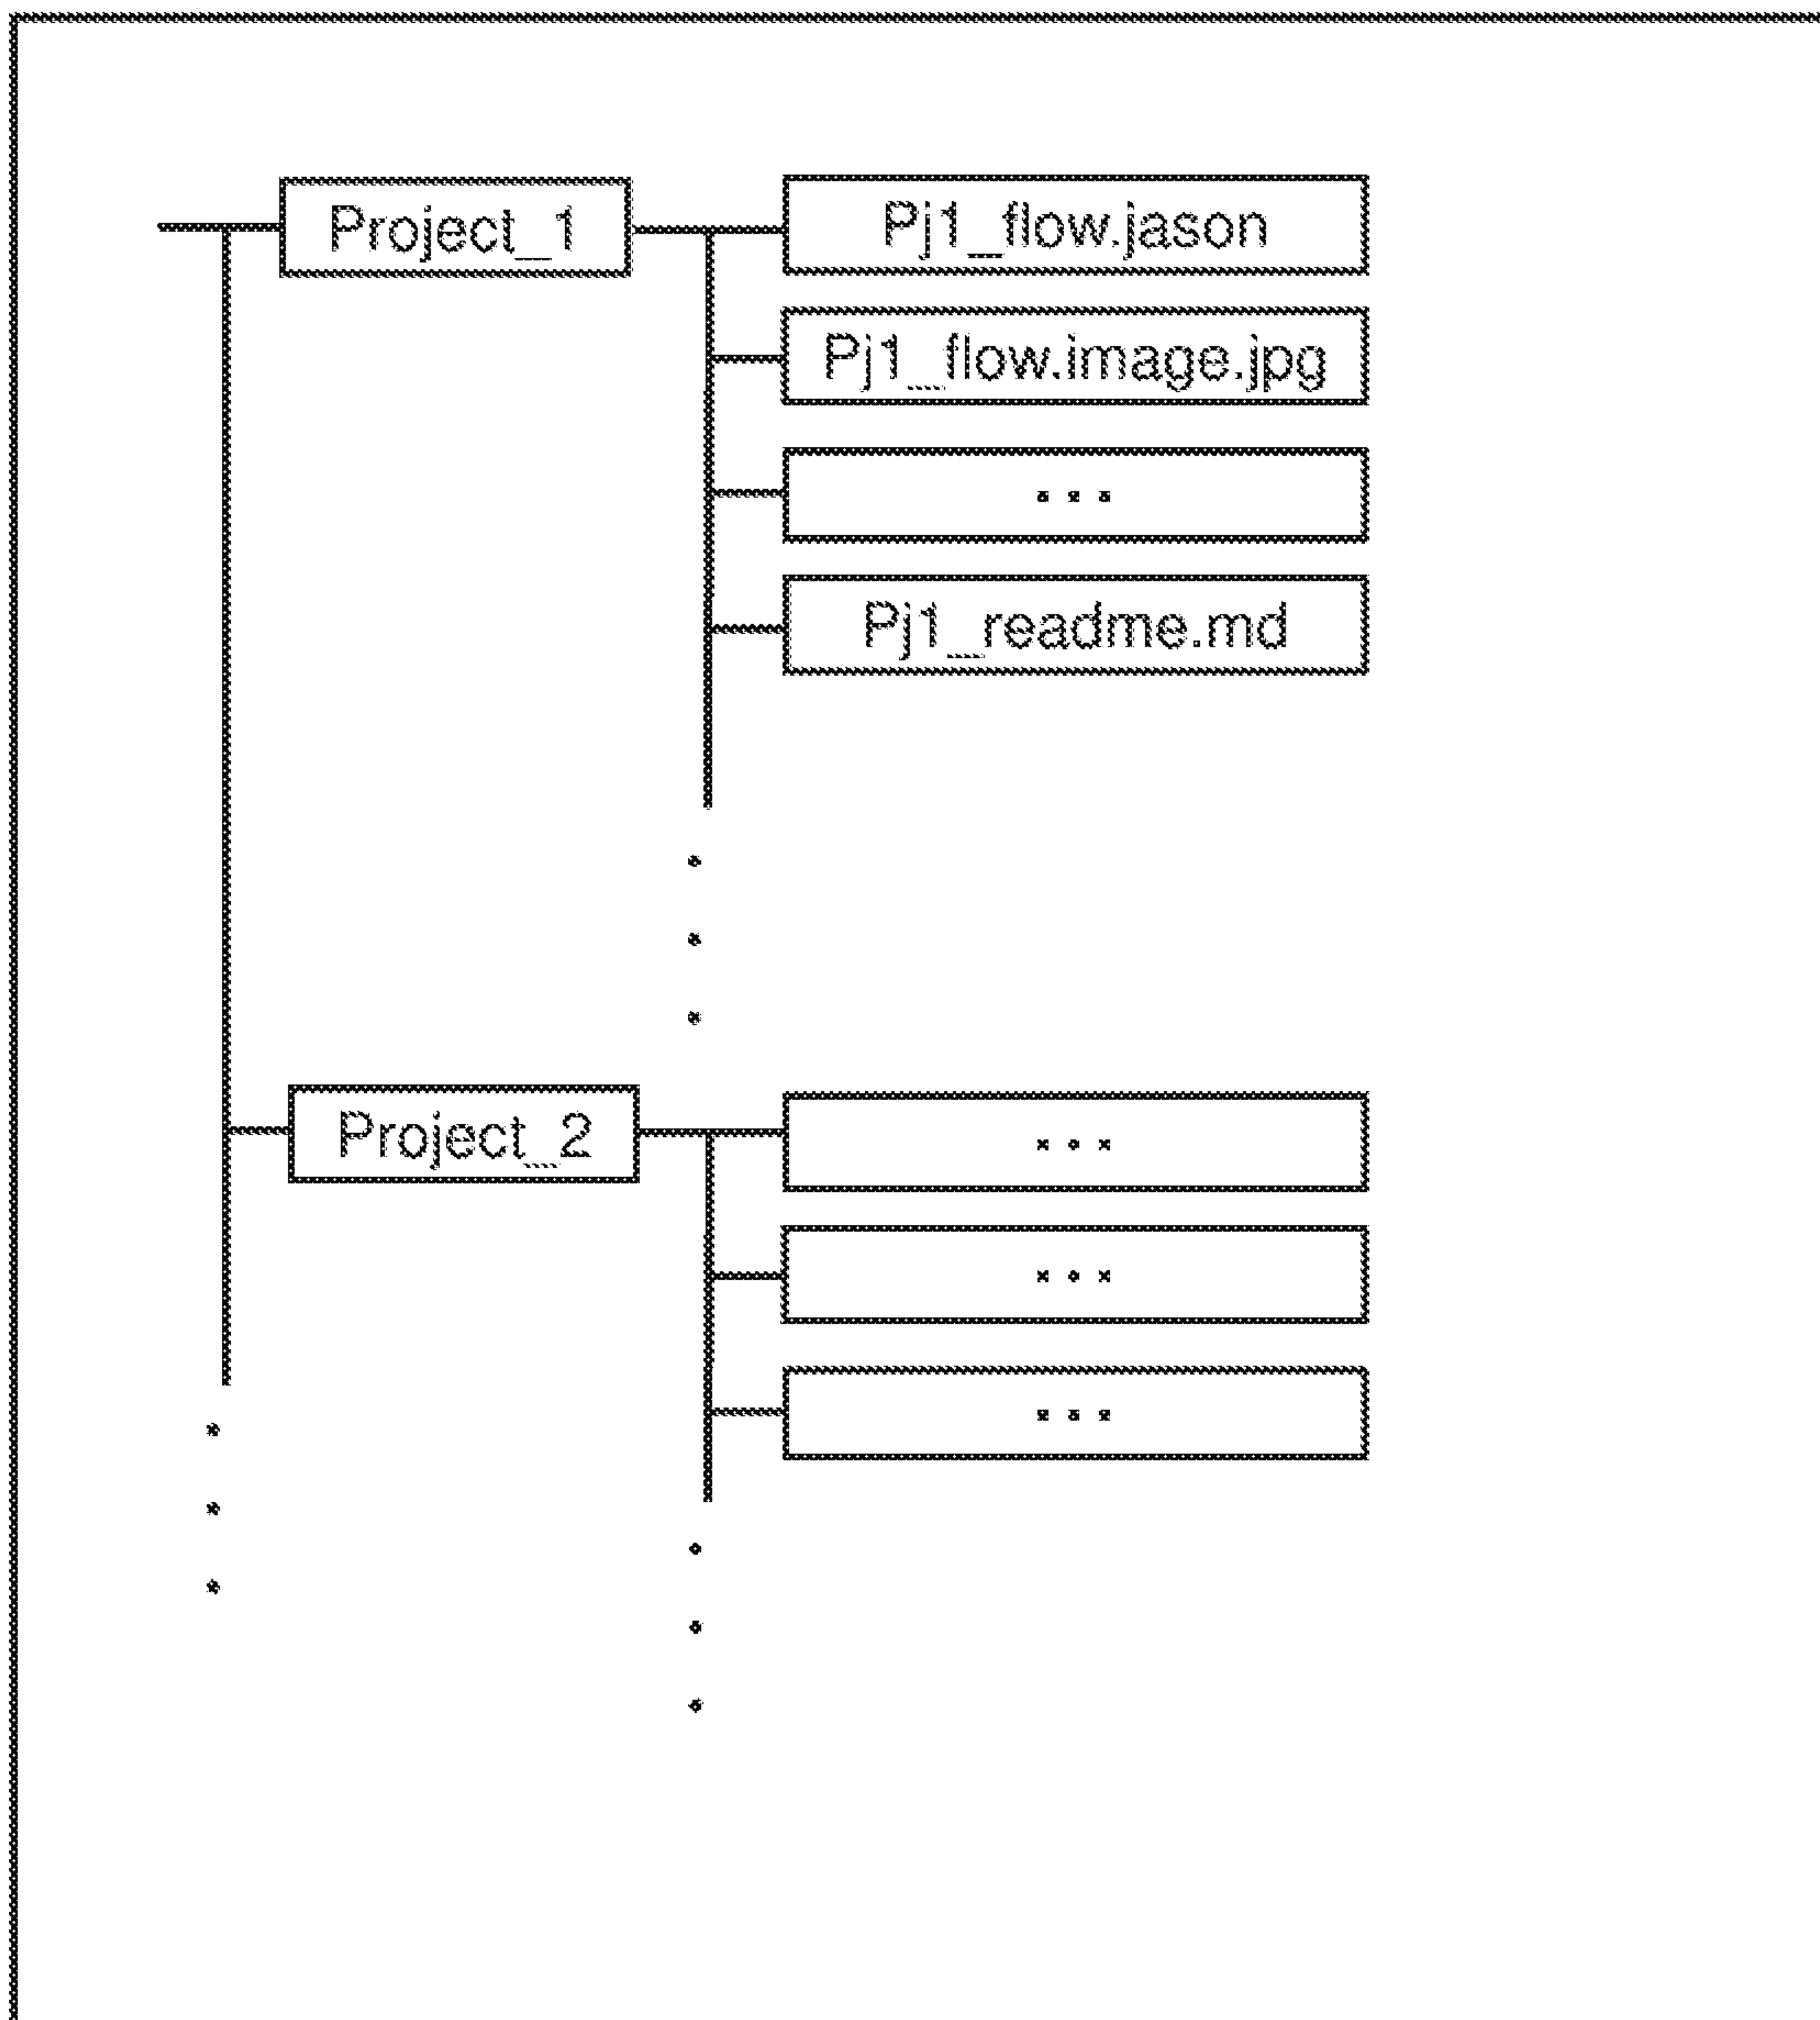 Project_1
Pj1_flow.jason
Pj1_flow.image.jpg
...
Pj1_readme.md
Project_2
...
...
...